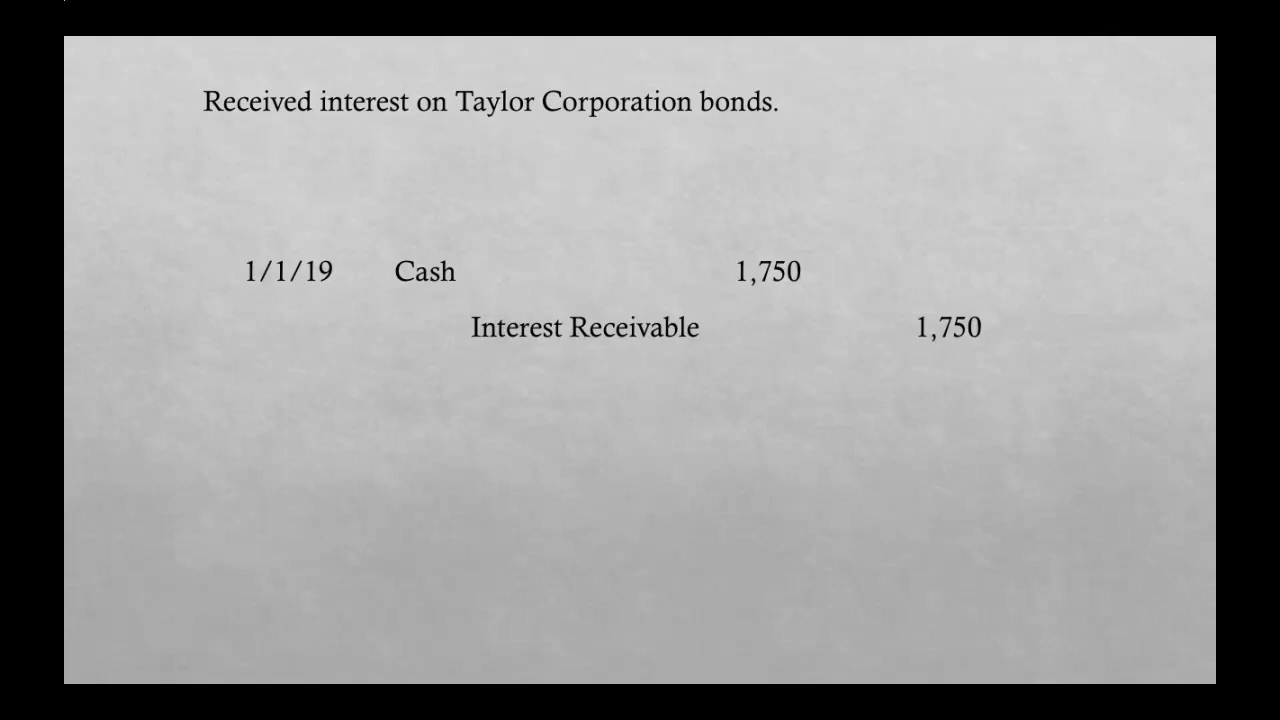 Received interest on Taylor Corporation bonds.
1/1/19 Cash 1,750
Interest Receivable 1,750